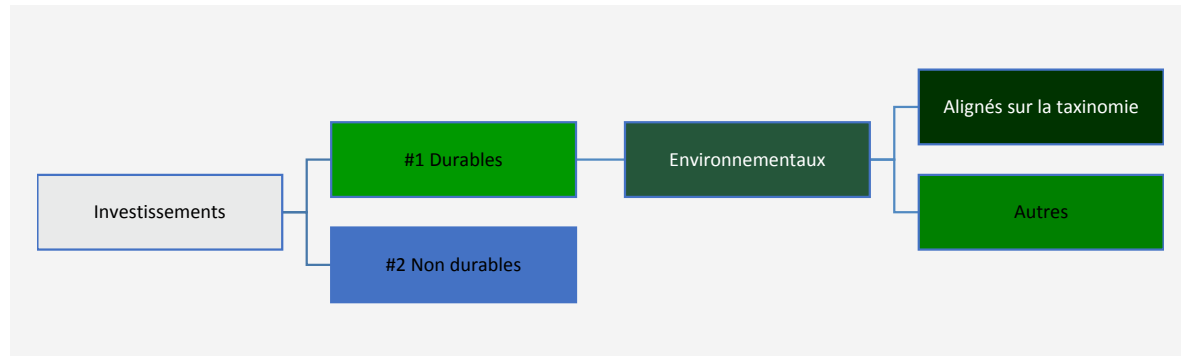 Investissements
#1 Durables
#2 Non durables
Environnementaux
Alignés sur la taxinomie
Autres